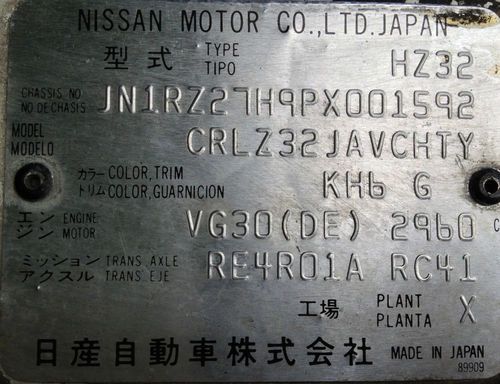 NISSAN MOTOR CO.,LTD.JAPAN
型式 TYPE TIPO HZ32
CHASSIS NO NO DE CHASIS JN1RZ27H9PX001592
MODEL MODELO CRLZ32JAVCHTY
カラー COLOR,TRIM
トリム COLOR,GUARNICION KH6 G
エンジン ENGINE MOTOR VG30(DE) 2960 C
ミッション TRANS. AXLE
アクスル TRANS. EJE RE4R01A RC41
工場 PLANT PLANTA X
日産自動車株式会社 MADE IN JAPAN
89909